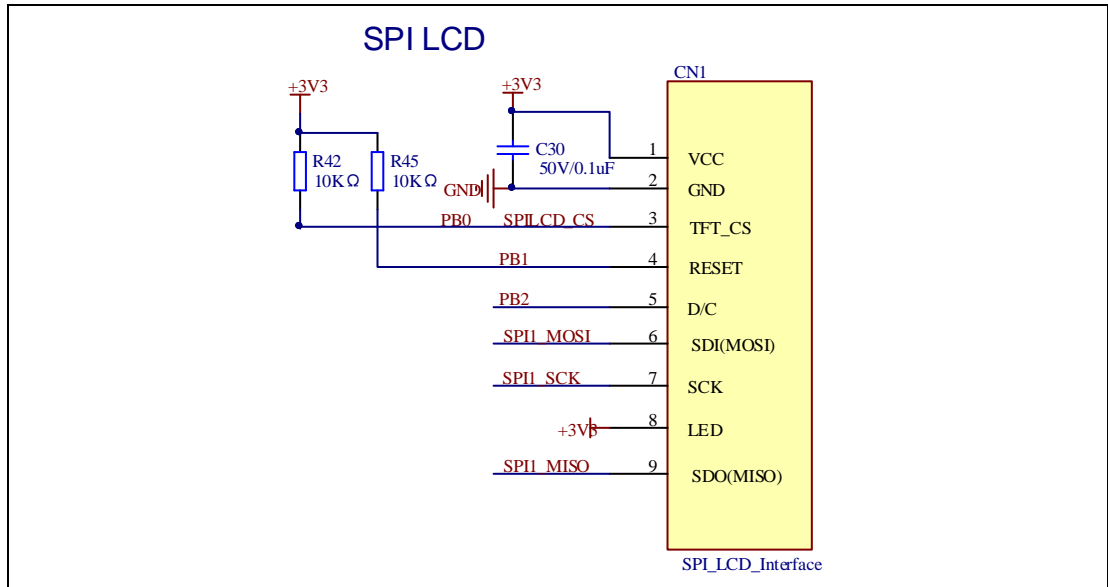 SPI LCD
CN1
+3V3
+3V3
R42
10KΩ
R45
10KΩ
C30
50V/0.1uF
GND
1 VCC
2 GND
PB0 SPILCD_CS 3 TFT_CS
PB1 4 RESET
PB2 5 D/C
SPI1_MOSI 6 SDI(MOSI)
SPI1_SCK 7 SCK
+3V3 8 LED
SPI1_MISO 9 SDO(MISO)
SPI_LCD_Interface